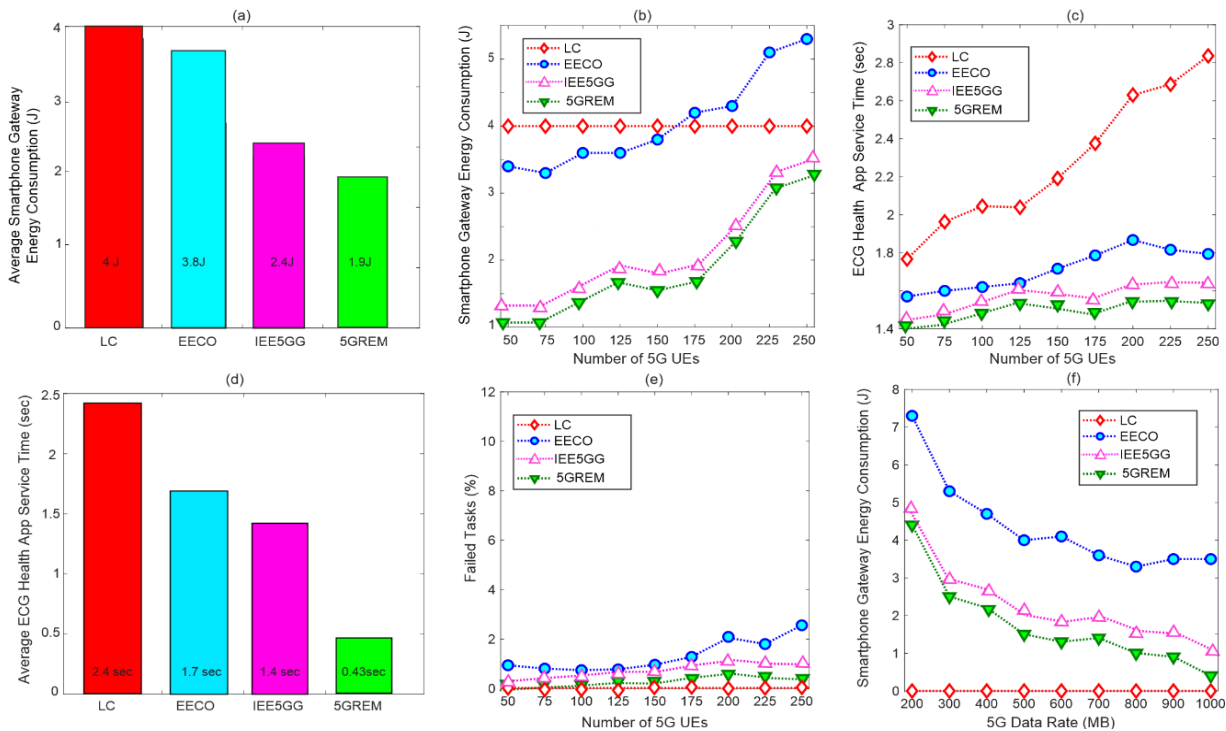 (a)
Average Smartphone Gateway
Energy Consumption (J)
4
3
2
1
0
4 J
3.8J
2.4J
1.9J
LC
EECO
IEE5GG
5GREM
(b)
Smartphone Gateway Energy Consumption (J)
5
4
3
2
1
LC
EECO
IEE5GG
5GREM
50 75 100 125 150 175 200 225 250
Number of 5G UEs
(c)
ECG Health App Service Time (sec)
3
2.8
2.6
2.4
2.2
2
1.8
1.6
1.4
LC
EECO
IEE5GG
5GREM
50 75 100 125 150 175 200 225 250
Number of 5G UEs
(d)
Average ECG Health App Service Time (sec)
2.5
2
1.5
1
0.5
0
2.4 sec
1.7 sec
1.4 sec
0.43sec
LC
EECO
IEE5GG
5GREM
(e)
Failed Tasks (%)
12
10
8
6
4
2
0
LC
EECO
IEE5GG
5GREM
50 75 100 125 150 175 200 225 250
Number of 5G UEs
(f)
Smartphone Gateway Energy Consumption (J)
8
7
6
5
4
3
2
1
0
LC
EECO
IEE5GG
5GREM
200 300 400 500 600 700 800 900 1000
5G Data Rate (MB)